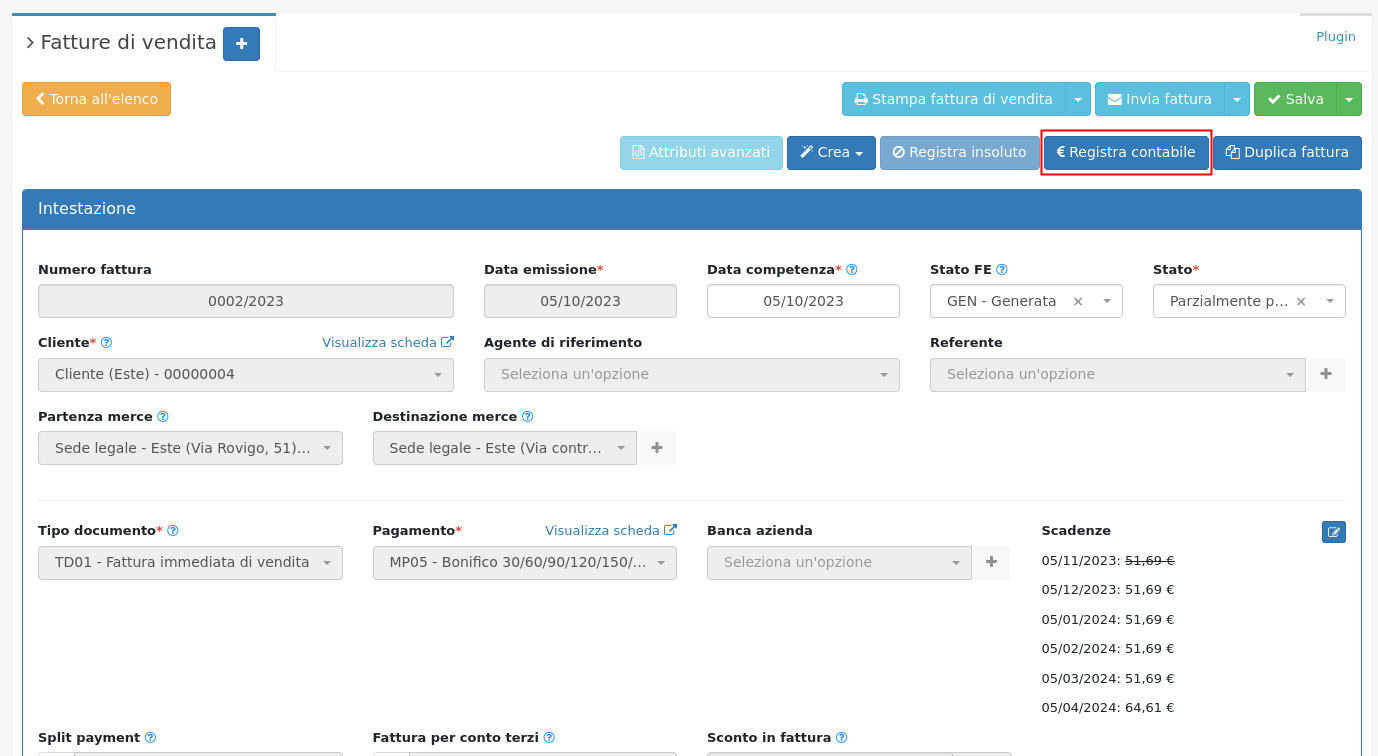 Fatture di vendita
Plugin
Torna all'elenco
Stampa fattura di vendita
Invia fattura
Salva
Attributi avanzati
Crea
Registra insoluto
€ Registra contabile
Duplica fattura
Intestazione
Numero fattura
Data emissione*
Data competenza*
Stato FE
Stato*
0002/2023
05/10/2023
05/10/2023
GEN - Generata ×
Parzialmente p... ×
Cliente*
Visualizza scheda
Agente di riferimento
Referente
Cliente (Este) - 00000004
Seleziona un'opzione
Seleziona un'opzione
Partenza merce
Destinazione merce
Sede legale - Este (Via Rovigo, 51)...
Sede legale - Este (Via contr...
Tipo documento*
Pagamento*
Visualizza scheda
Banca azienda
Scadenze
TD01 - Fattura immediata di vendita
MP05 - Bonifico 30/60/90/120/150/...
Seleziona un'opzione
05/11/2023: 51,69 €
05/12/2023: 51,69 €
05/01/2024: 51,69 €
05/02/2024: 51,69 €
05/03/2024: 51,69 €
05/04/2024: 64,61 €
Split payment
Fattura per conto terzi
Sconto in fattura